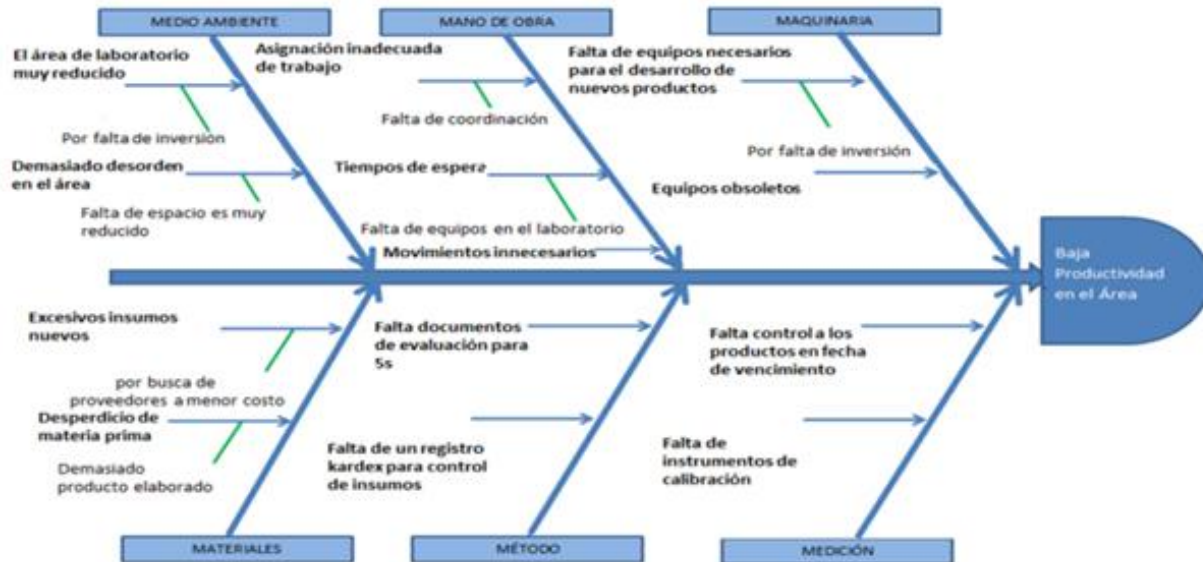 MEDIO AMBIENTE
MANO DE OBRA
MAQUINARIA
El área de laboratorio
muy reducido
Por falta de inversión
Demasiado desorden
en el área
Falta de espacio es muy
reducido
Asignación inadecuada
de trabajo
Falta de coordinación
Tiempos de espera
Falta de equipos en el laboratorio
Movimientos innecesarios
Falta de equipos necesarios
para el desarrollo de
nuevos productos
Por falta de inversión
Equipos obsoletos
Baja
Productividad
en el Área
Excesivos insumos
nuevos
por busca de
proveedores a menor costo
Desperdicio de
materia prima
Demasiado
producto elaborado
Falta documentos
de evaluación para
5s
Falta de un registro
kardex para control
de insumos
Falta control a los
productos en fecha
de vencimiento
Falta de
instrumentos de
calibración
MATERIALES
MÉTODO
MEDICIÓN